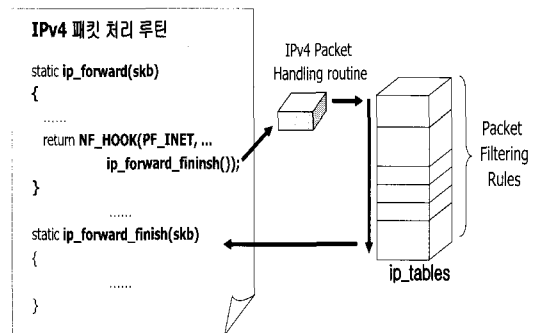 IPv4 패킷 처리 루틴
static ip_forward(skb)
{
......
return NF_HOOK(PF_INET, ...
ip_forward_fininsh());
}
......
static ip_forward_finish(skb)
{
......
}
IPv4 Packet
Handling routine
Packet
Filtering
Rules
ip_tables